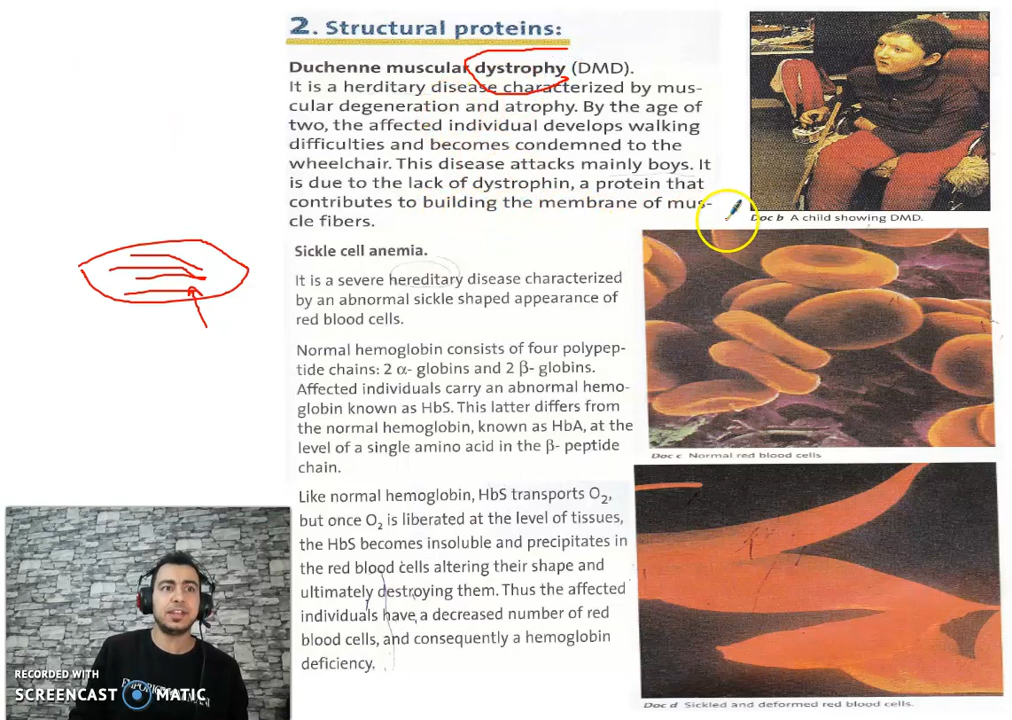 2. Structural proteins:
Duchenne muscular dystrophy (DMD).
It is a herditary disease characterized by mus-
cular degeneration and atrophy. By the age of
two, the affected individual develops walking
difficulties and becomes condemned to the
wheelchair. This disease attacks mainly boys. It
is due to the lack of dystrophin, a protein that
contributes to building the membrane of mus-
cle fibers.
Doc b A child showing DMD.
Sickle cell anemia.
It is a severe hereditary disease characterized
by an abnormal sickle shaped appearance of
red blood cells.
Normal hemoglobin consists of four polypep-
tide chains: 2 α- globins and 2 β- globins.
Affected individuals carry an abnormal hemo-
globin known as HbS. This latter differs from
the normal hemoglobin, known as HbA, at the
level of a single amino acid in the β- peptide
chain.
Doc c Normal red blood cells
Like normal hemoglobin, HbS transports O₂,
but once O₂ is liberated at the level of tissues,
the HbS becomes insoluble and precipitates in
the red blood cells altering their shape and
ultimately destroying them. Thus the affected
individuals have a decreased number of red
blood cells, and consequently a hemoglobin
deficiency.
Doc d Sickled and deformed red blood cells.
RECORDED WITH
SCREENCAST MATIC